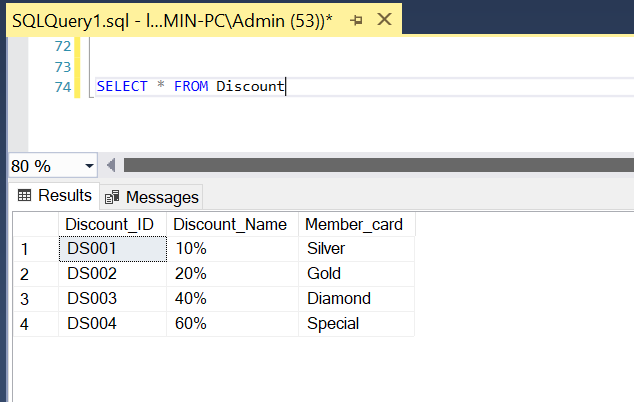 SQLQuery1.sql - l...MIN-PC\Admin (53))*
72
73
74 SELECT * FROM Discount
80 %
Results Messages
Discount_ID Discount_Name Member_card
1 DS001 10% Silver
2 DS002 20% Gold
3 DS003 40% Diamond
4 DS004 60% Special